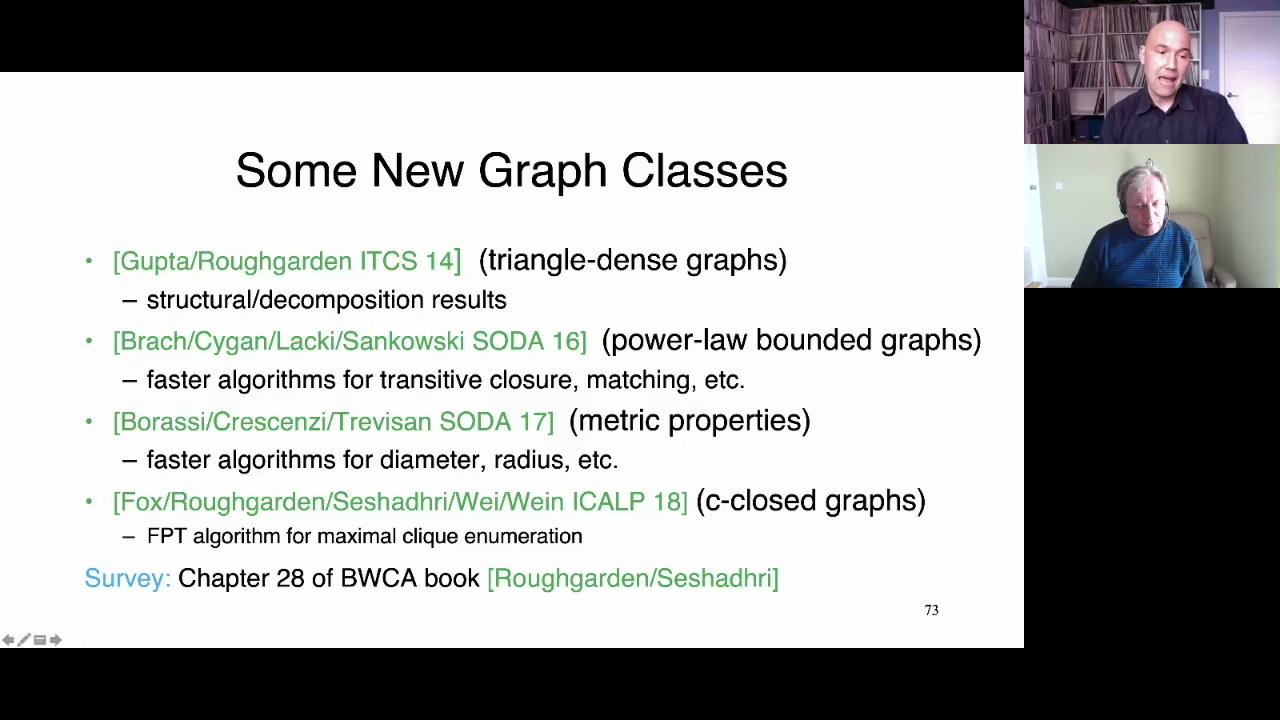 Some New Graph Classes
• [Gupta/Roughgarden ITCS 14] (triangle-dense graphs)
– structural/decomposition results
• [Brach/Cygan/Lacki/Sankowski SODA 16] (power-law bounded graphs)
– faster algorithms for transitive closure, matching, etc.
• [Borassi/Crescenzi/Trevisan SODA 17] (metric properties)
– faster algorithms for diameter, radius, etc.
• [Fox/Roughgarden/Seshadhri/Wei/Wein ICALP 18] (c-closed graphs)
– FPT algorithm for maximal clique enumeration
Survey: Chapter 28 of BWCA book [Roughgarden/Seshadhri]
73